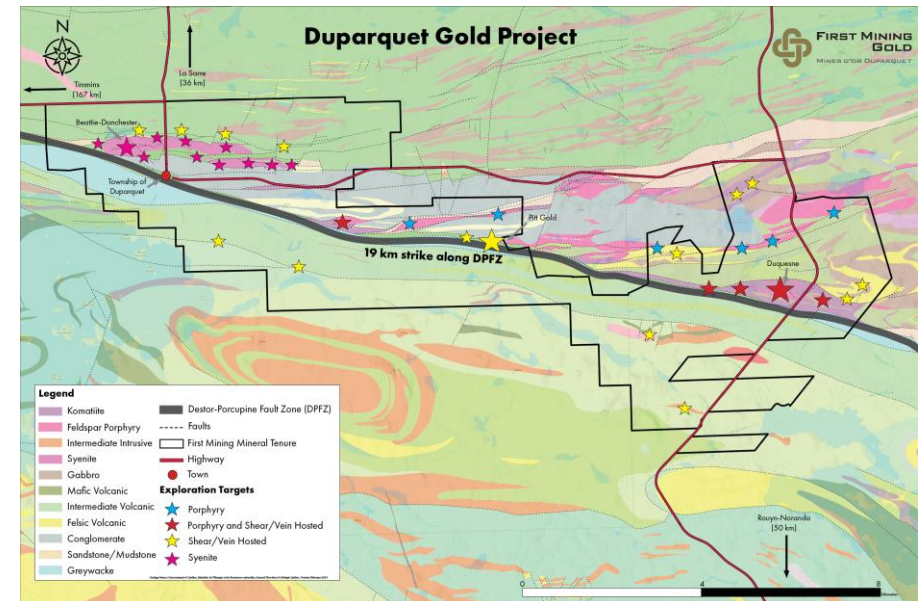 Duparquet Gold Project
FIRST MINING
GOLD
MINES D'OR DUPARQUET
N
La Sarre
(36 km)
Timmins
(167 km)
Beattie-Donchester
Township of
Duparquet
Pitt Gold
19 km strike along DPFZ
Duquesne
Legend
Komatiite
Feldspar Porphyry
Intermediate Intrusive
Syenite
Gabbro
Mafic Volcanic
Intermediate Volcanic
Felsic Volcanic
Conglomerate
Sandstone/Mudstone
Greywacke
Destor-Porcupine Fault Zone (DPFZ)
Faults
First Mining Mineral Tenure
Highway
Town
Exploration Targets
Porphyry
Porphyry and Shear/Vein Hosted
Shear/Vein Hosted
Syenite
Rouyn-Noranda
(50 km)
0 4 8